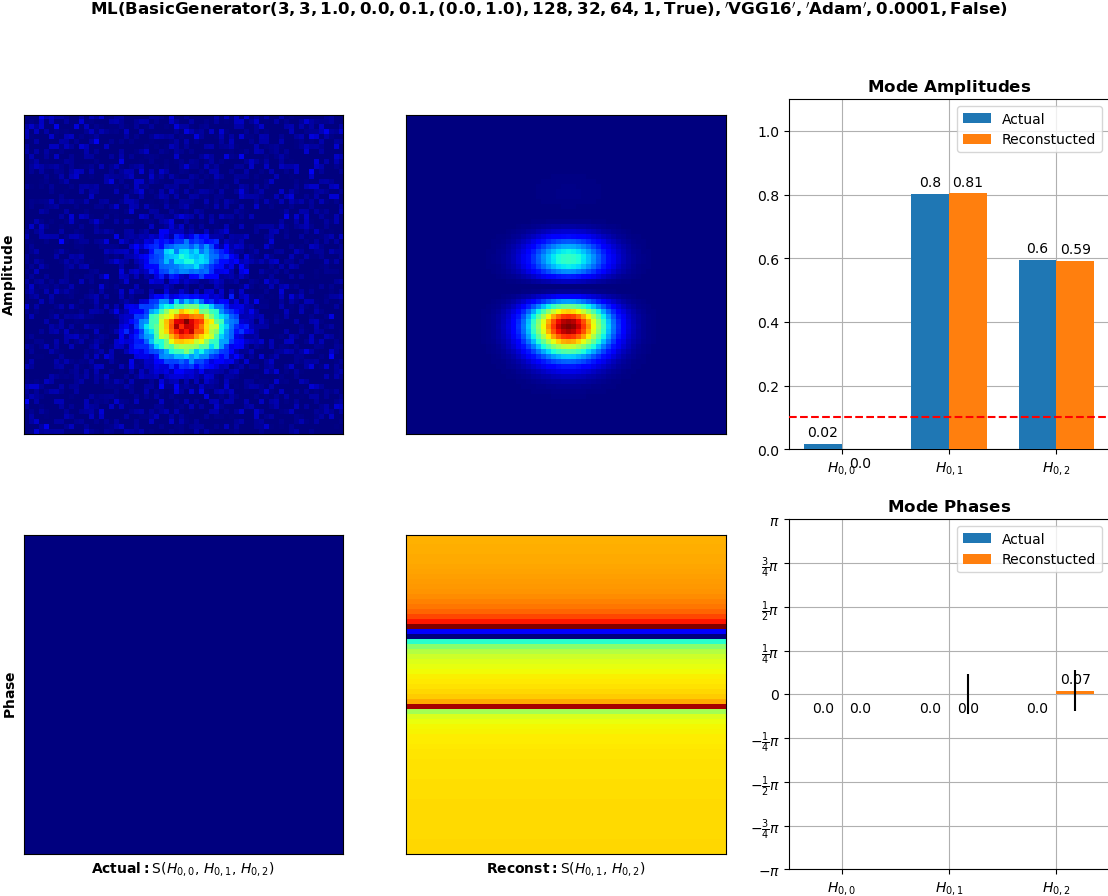 ML(BasicGenerator(3, 3, 1.0, 0.0, 0.1, (0.0, 1.0), 128, 32, 64, 1, True), ′VGG16′, ′Adam′, 0.0001, False)
Amplitude
Mode Amplitudes
Actual
Reconstucted
1.0
0.8
0.6
0.4
0.2
0.0
0.02
0.0
0.8
0.81
0.6
0.59
H0,0
H0,1
H0,2
Phase
Actual: S(H0,0, H0,1, H0,2)
Reconst: S(H0,1, H0,2)
Mode Phases
Actual
Reconstucted
π
3/4π
1/2π
1/4π
0
−1/4π
−1/2π
−3/4π
−π
0.0
0.0
0.0
0.0
0.0
0.07
H0,0
H0,1
H0,2